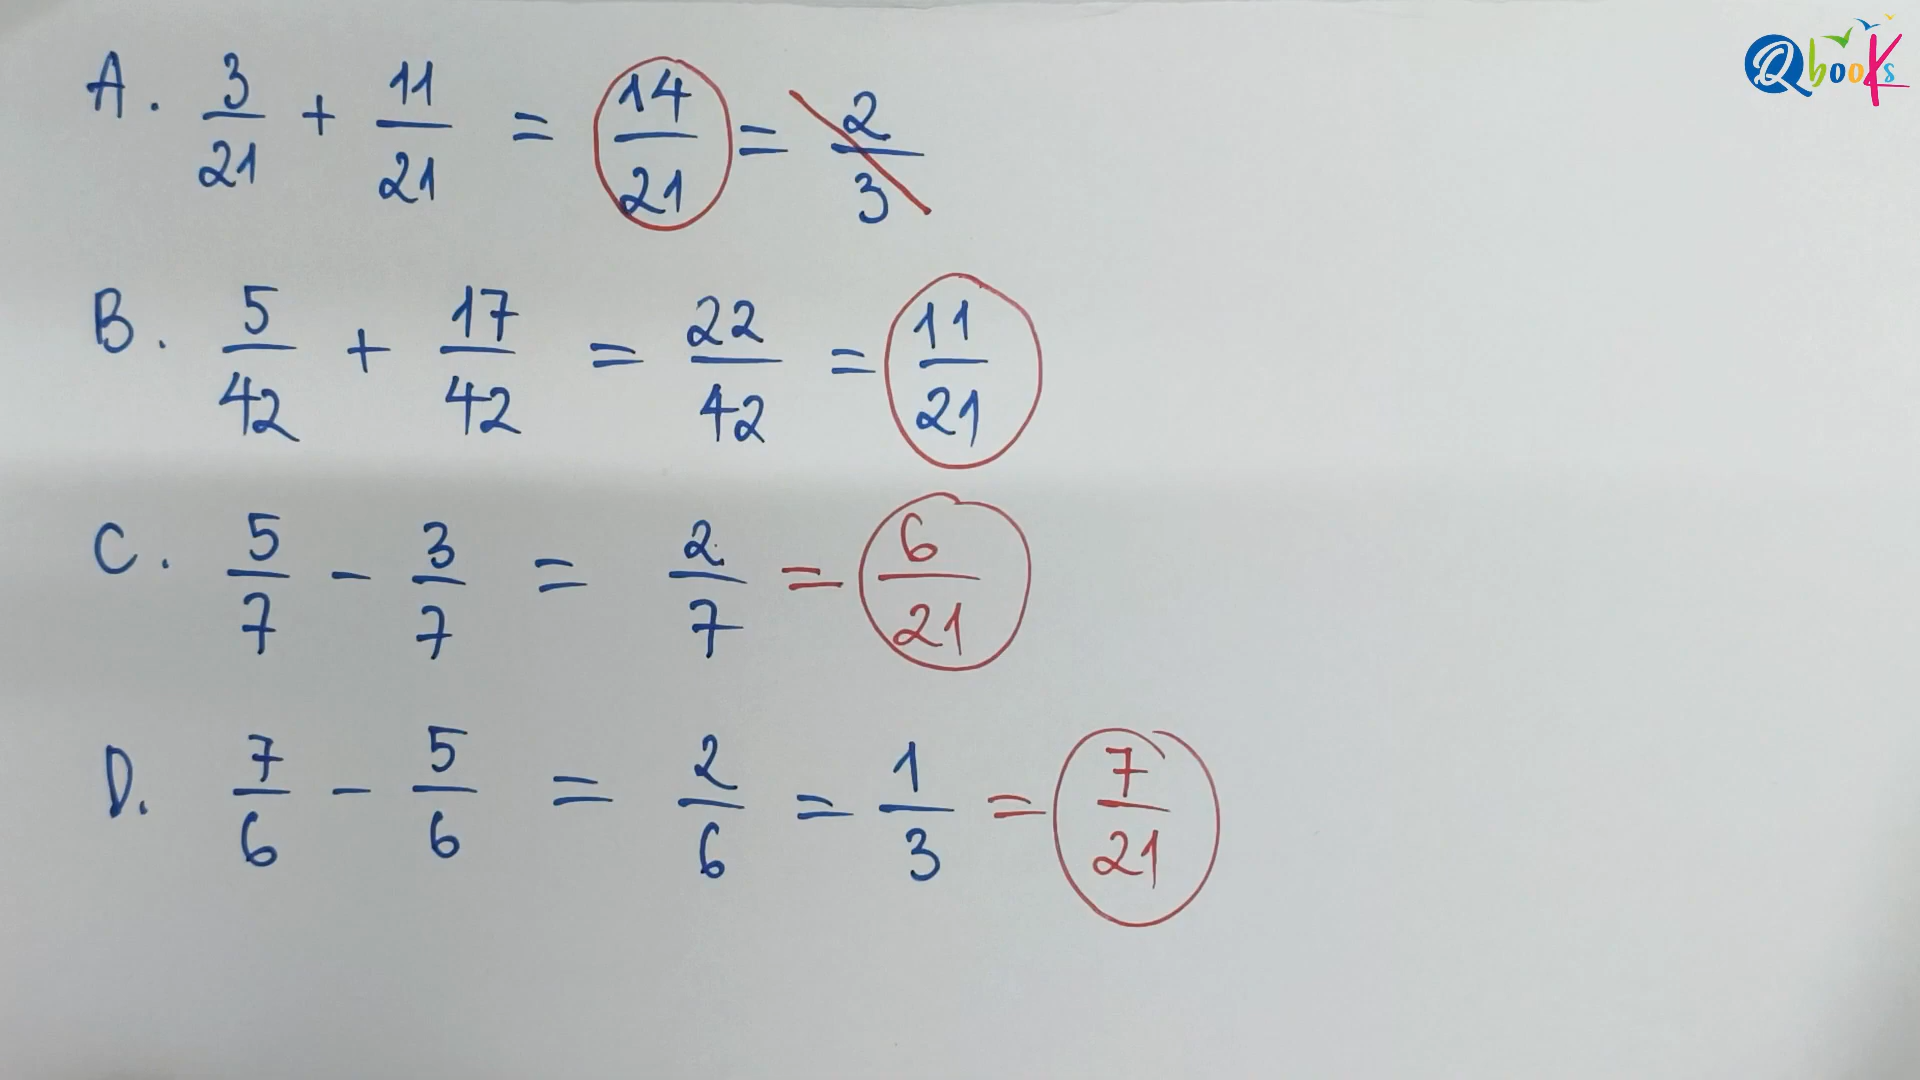 Qbooks
A. 3/21 + 11/21 = 14/21 = 2/3
B. 5/42 + 17/42 = 22/42 = 11/21
C. 5/7 - 3/7 = 2/7 = 6/21
D. 7/6 - 5/6 = 2/6 = 1/3 = 7/21